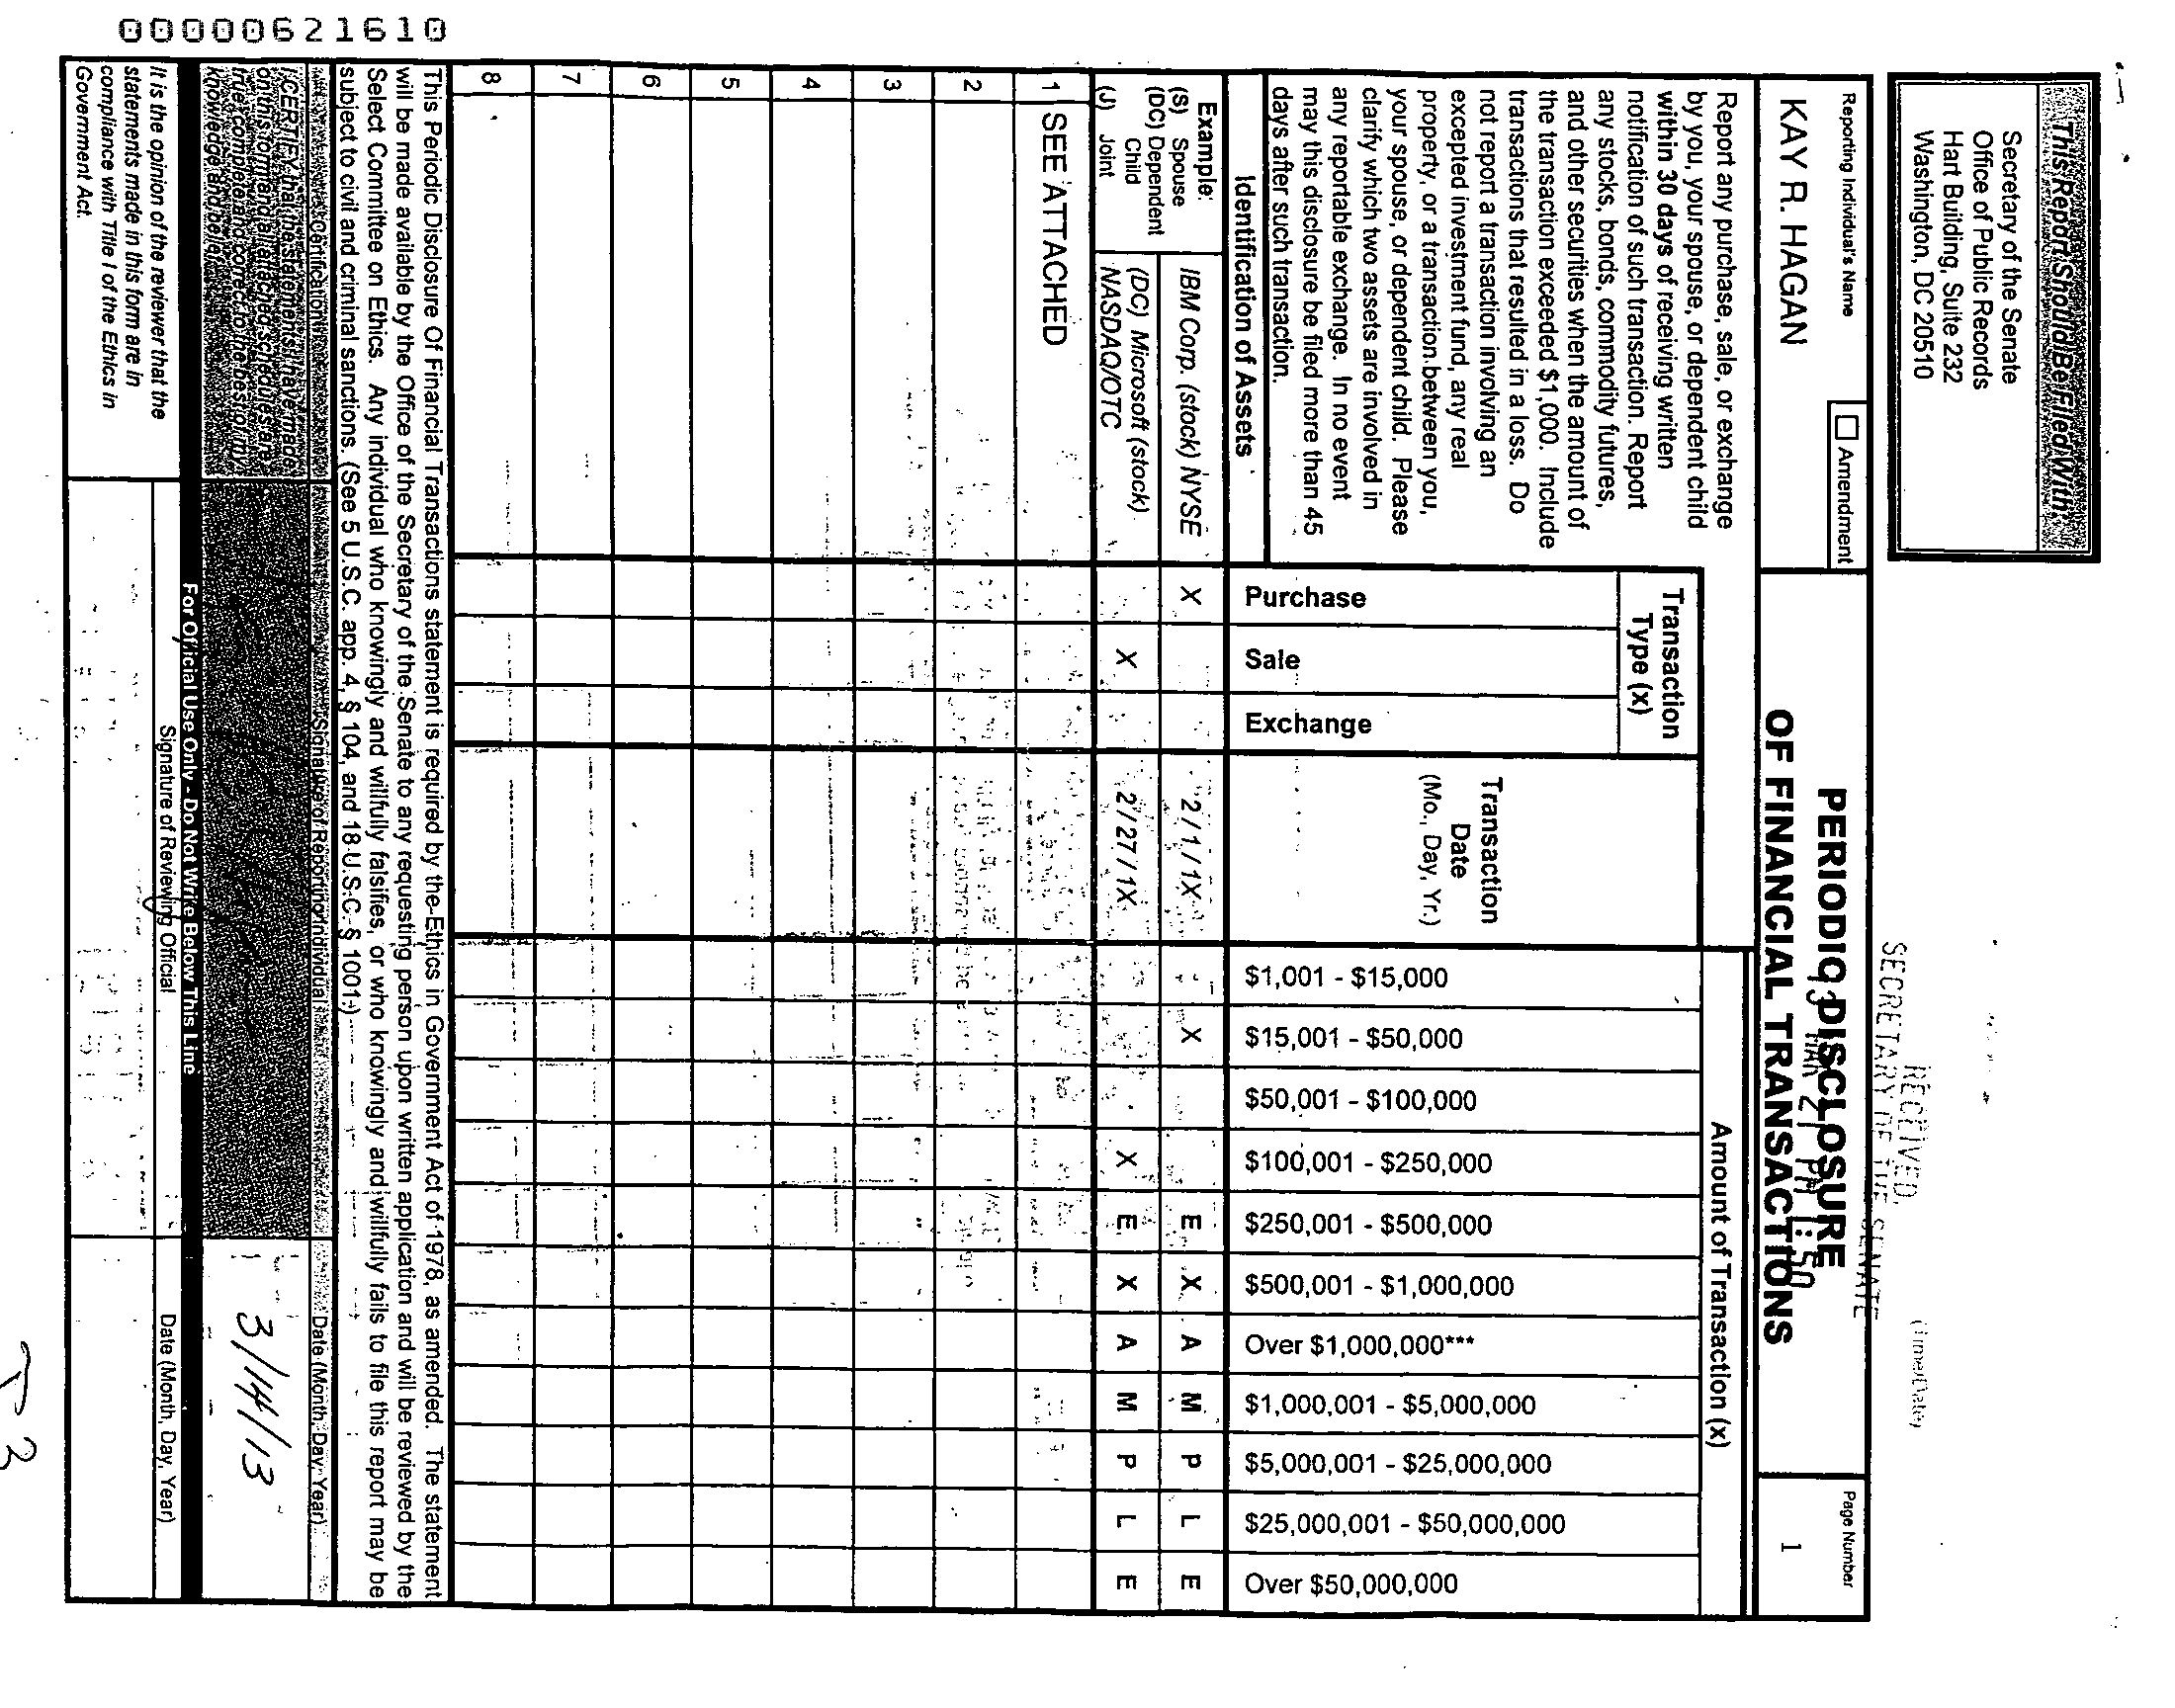 This Report Should Be Filed With:
Secretary of the Senate
Office of Public Records
Hart Building, Suite 232
Washington, DC 20510
RECEIVED
SECRETARY OF THE SENATE
(Time/Date)
'13 MAR 21 PM 1:50
Reporting Individual's Name
Amendment
KAY R. HAGAN
PERIODIC DISCLOSURE
OF FINANCIAL TRANSACTIONS
Page Number
1
Report any purchase, sale, or exchange
by you, your spouse, or dependent child
within 30 days of receiving written
notification of such transaction. Report
any stocks, bonds, commodity futures,
and other securities when the amount of
the transaction exceeded $1,000. Include
transactions that resulted in a loss. Do
not report a transaction involving an
excepted investment fund, any real
property, or a transaction between you,
your spouse, or dependent child. Please
clarify which two assets are involved in
any reportable exchange. In no event
may this disclosure be filed more than 45
days after such transaction.
Identification of Assets
Transaction
Type (x)
Purchase
Sale
Exchange
Transaction
Date
(Mo., Day, Yr.)
Amount of Transaction (x)
$1,001 - $15,000
$15,001 - $50,000
$50,001 - $100,000
$100,001 - $250,000
$250,001 - $500,000
$500,001 - $1,000,000
Over $1,000,000***
$1,000,001 - $5,000,000
$5,000,001 - $25,000,000
$25,000,001 - $50,000,000
Over $50,000,000
Example:
(S) Spouse
(DC) Dependent
Child
(J) Joint
IBM Corp. (stock) NYSE X 2/1/1X X E X A M P L E
(DC) Microsoft (stock)
NASDAQ/OTC X 2/27/1X X E X A M P L E
1 SEE ATTACHED
2
3
4
5
6
7
8
This Periodic Disclosure Of Financial Transactions statement is required by the Ethics in Government Act of 1978, as amended. The statement
will be made available by the Office of the Secretary of the Senate to any requesting person upon written application and will be reviewed by the
Select Committee on Ethics. Any individual who knowingly and willfully falsifies, or who knowingly and willfully fails to file this report may be
subject to civil and criminal sanctions. (See 5 U.S.C. app. 4, § 104, and 18 U.S.C. § 1001.)
Certification
Signature of Reporting Individual
Date (Month, Day, Year)
I CERTIFY that the statements I have made
on this form and all attached schedules are
true, complete and correct to the best of my
knowledge and belief.
3/14/13
For Official Use Only - Do Not Write Below This Line
It is the opinion of the reviewer that the
statements made in this form are in
compliance with Title I of the Ethics in
Government Act.
Signature of Reviewing Official
Date (Month, Day, Year)
00000621610